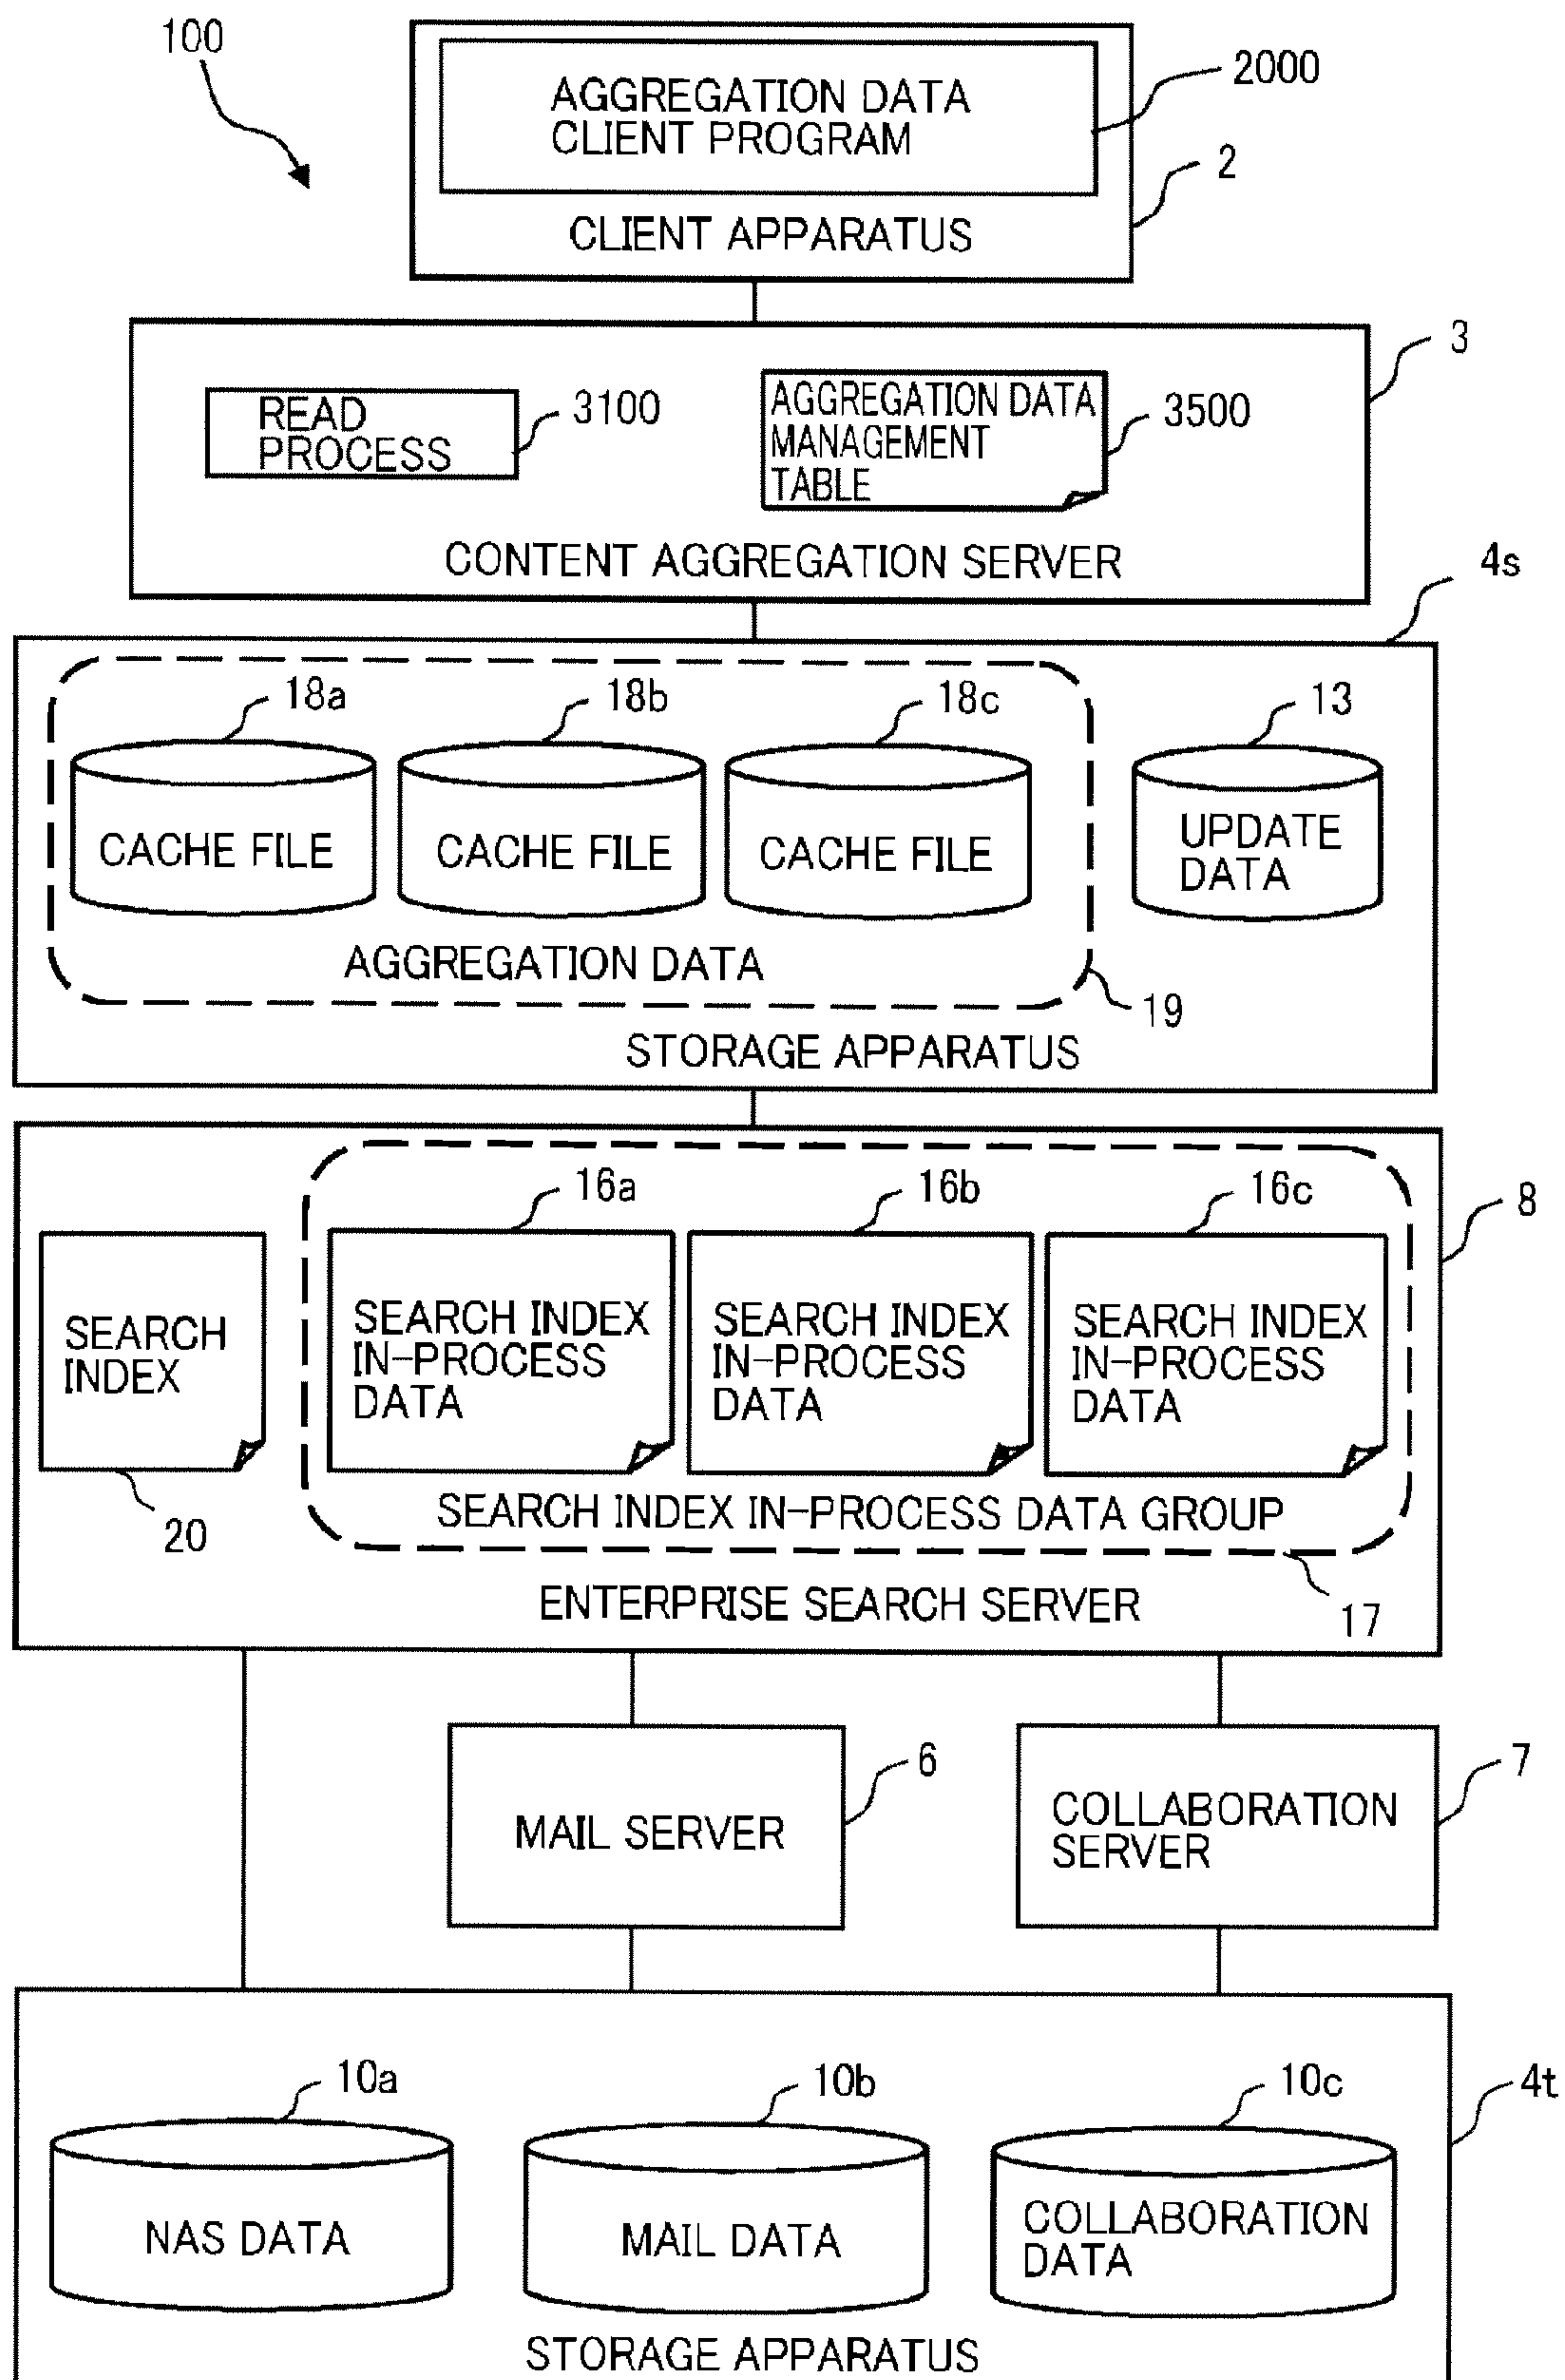 100
AGGREGATION DATA
CLIENT PROGRAM
2000
2
CLIENT APPARATUS
3
READ
PROCESS
3100
AGGREGATION DATA
MANAGEMENT
TABLE
3500
CONTENT AGGREGATION SERVER
4s
18a
18b
18c
13
CACHE FILE
CACHE FILE
CACHE FILE
UPDATE
DATA
AGGREGATION DATA
19
STORAGE APPARATUS
16a
16b
16c
8
SEARCH
INDEX
SEARCH INDEX
IN-PROCESS
DATA
SEARCH INDEX
IN-PROCESS
DATA
SEARCH INDEX
IN-PROCESS
DATA
20
SEARCH INDEX IN-PROCESS DATA GROUP
17
ENTERPRISE SEARCH SERVER
6
7
MAIL SERVER
COLLABORATION
SERVER
10a
10b
10c
4t
NAS DATA
MAIL DATA
COLLABORATION
DATA
STORAGE APPARATUS